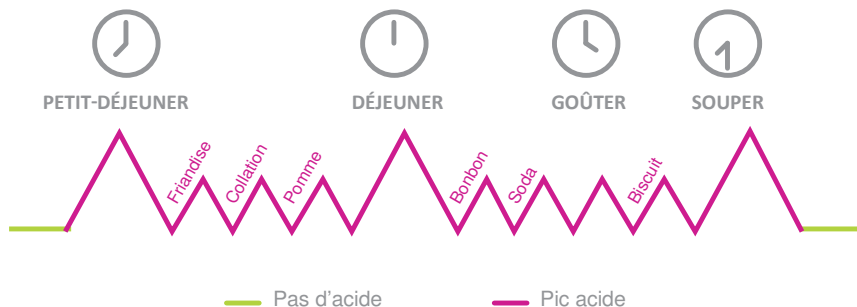 PETIT-DÉJEUNER
DÉJEUNER
GOÛTER
SOUPER
Friandise
Collation
Pomme
Bonbon
Soda
Biscuit
Pas d’acide
Pic acide